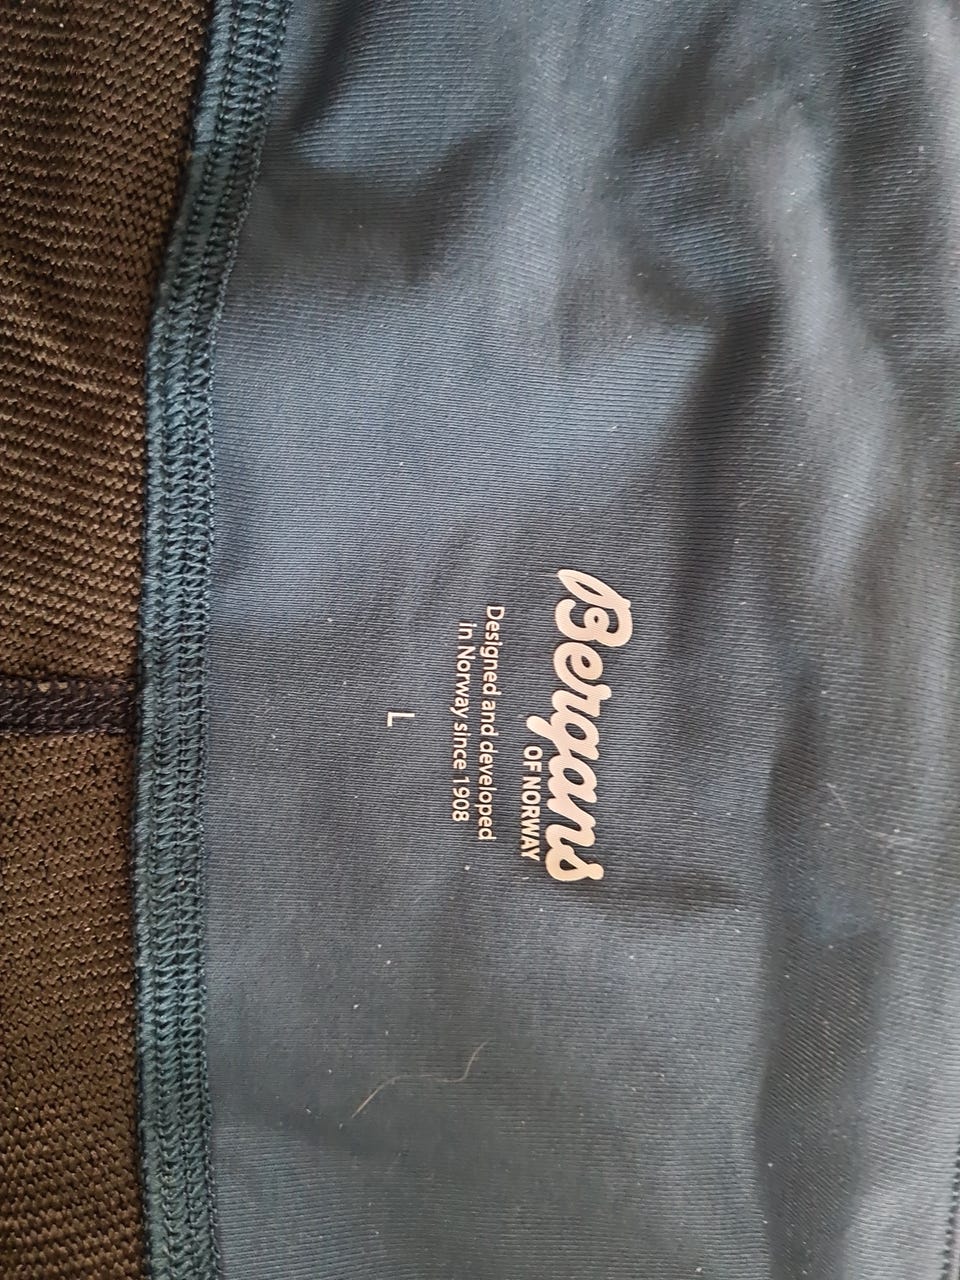 Bergans
OF NORWAY
Designed and developed
in Norway since 1908
L